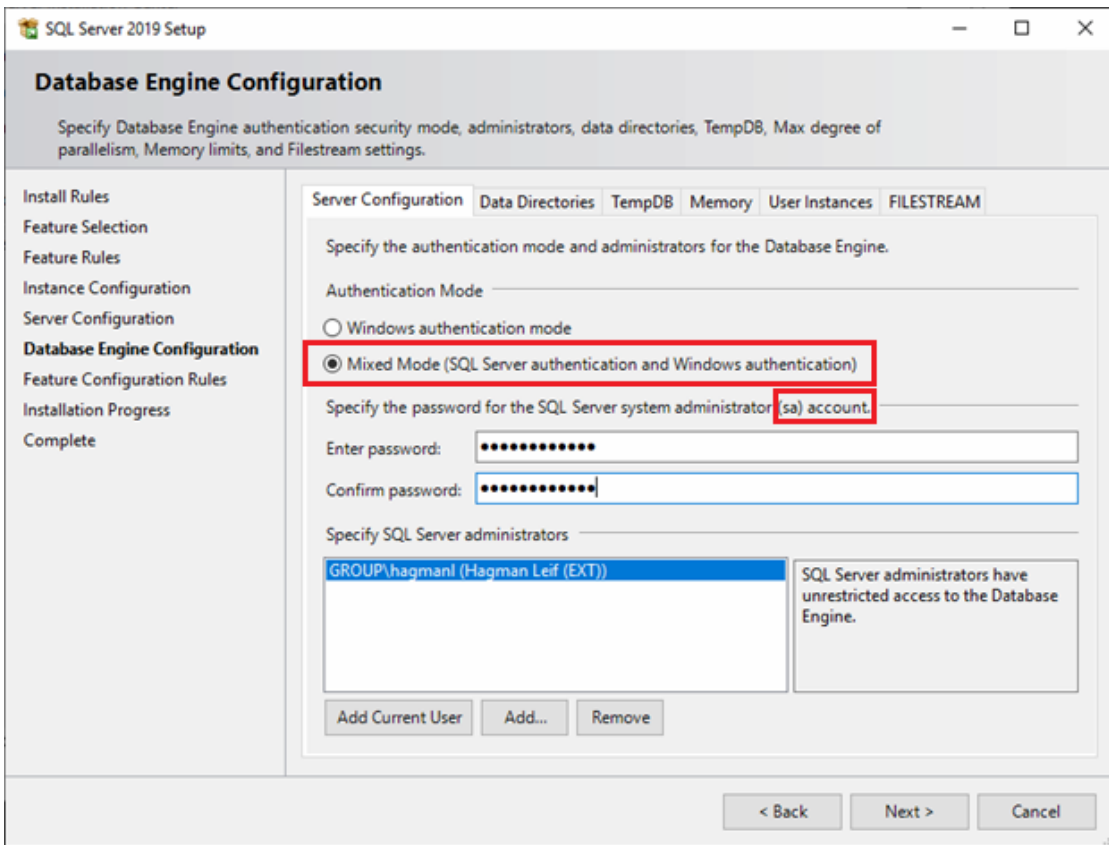 SQL Server 2019 Setup
Database Engine Configuration
Specify Database Engine authentication security mode, administrators, data directories, TempDB, Max degree of
parallelism, Memory limits, and Filestream settings.
Install Rules
Feature Selection
Feature Rules
Instance Configuration
Server Configuration
Database Engine Configuration
Feature Configuration Rules
Installation Progress
Complete
Server Configuration Data Directories TempDB Memory User Instances FILESTREAM
Specify the authentication mode and administrators for the Database Engine.
Authentication Mode
Windows authentication mode
Mixed Mode (SQL Server authentication and Windows authentication)
Specify the password for the SQL Server system administrator (sa) account.
Enter password: ●●●●●●●●●●●●
Confirm password: ●●●●●●●●●●●●
Specify SQL Server administrators
GROUP\hagmanl (Hagman Leif (EXT))
SQL Server administrators have
unrestricted access to the Database
Engine.
Add Current User Add... Remove
< Back Next > Cancel